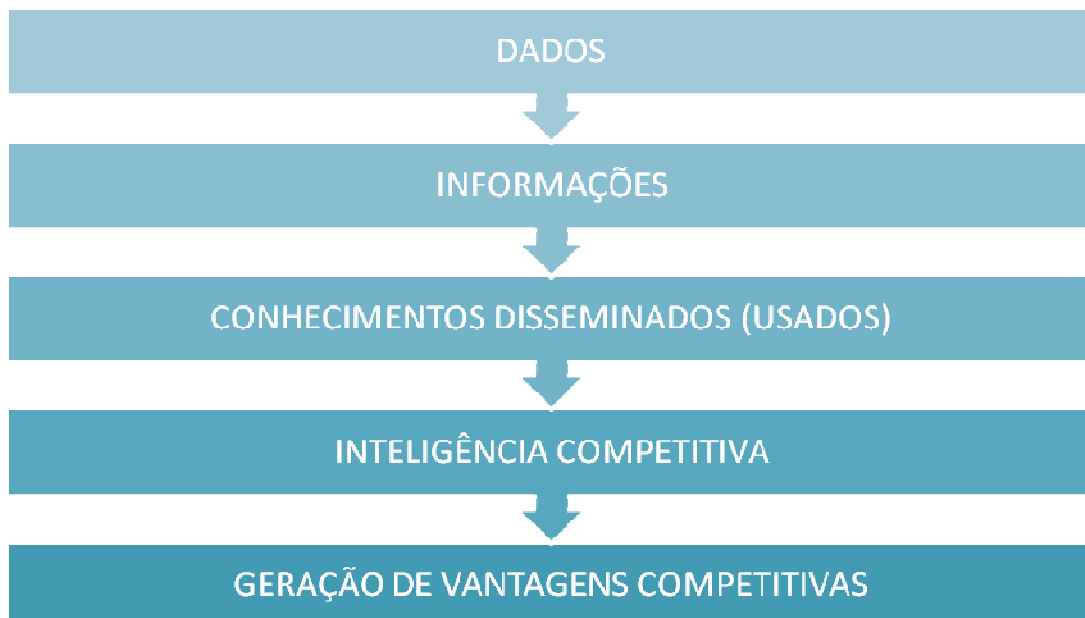 DADOS
INFORMAÇÕES
CONHECIMENTOS DISSEMINADOS (USADOS)
INTELIGÊNCIA COMPETITIVA
GERAÇÃO DE VANTAGENS COMPETITIVAS